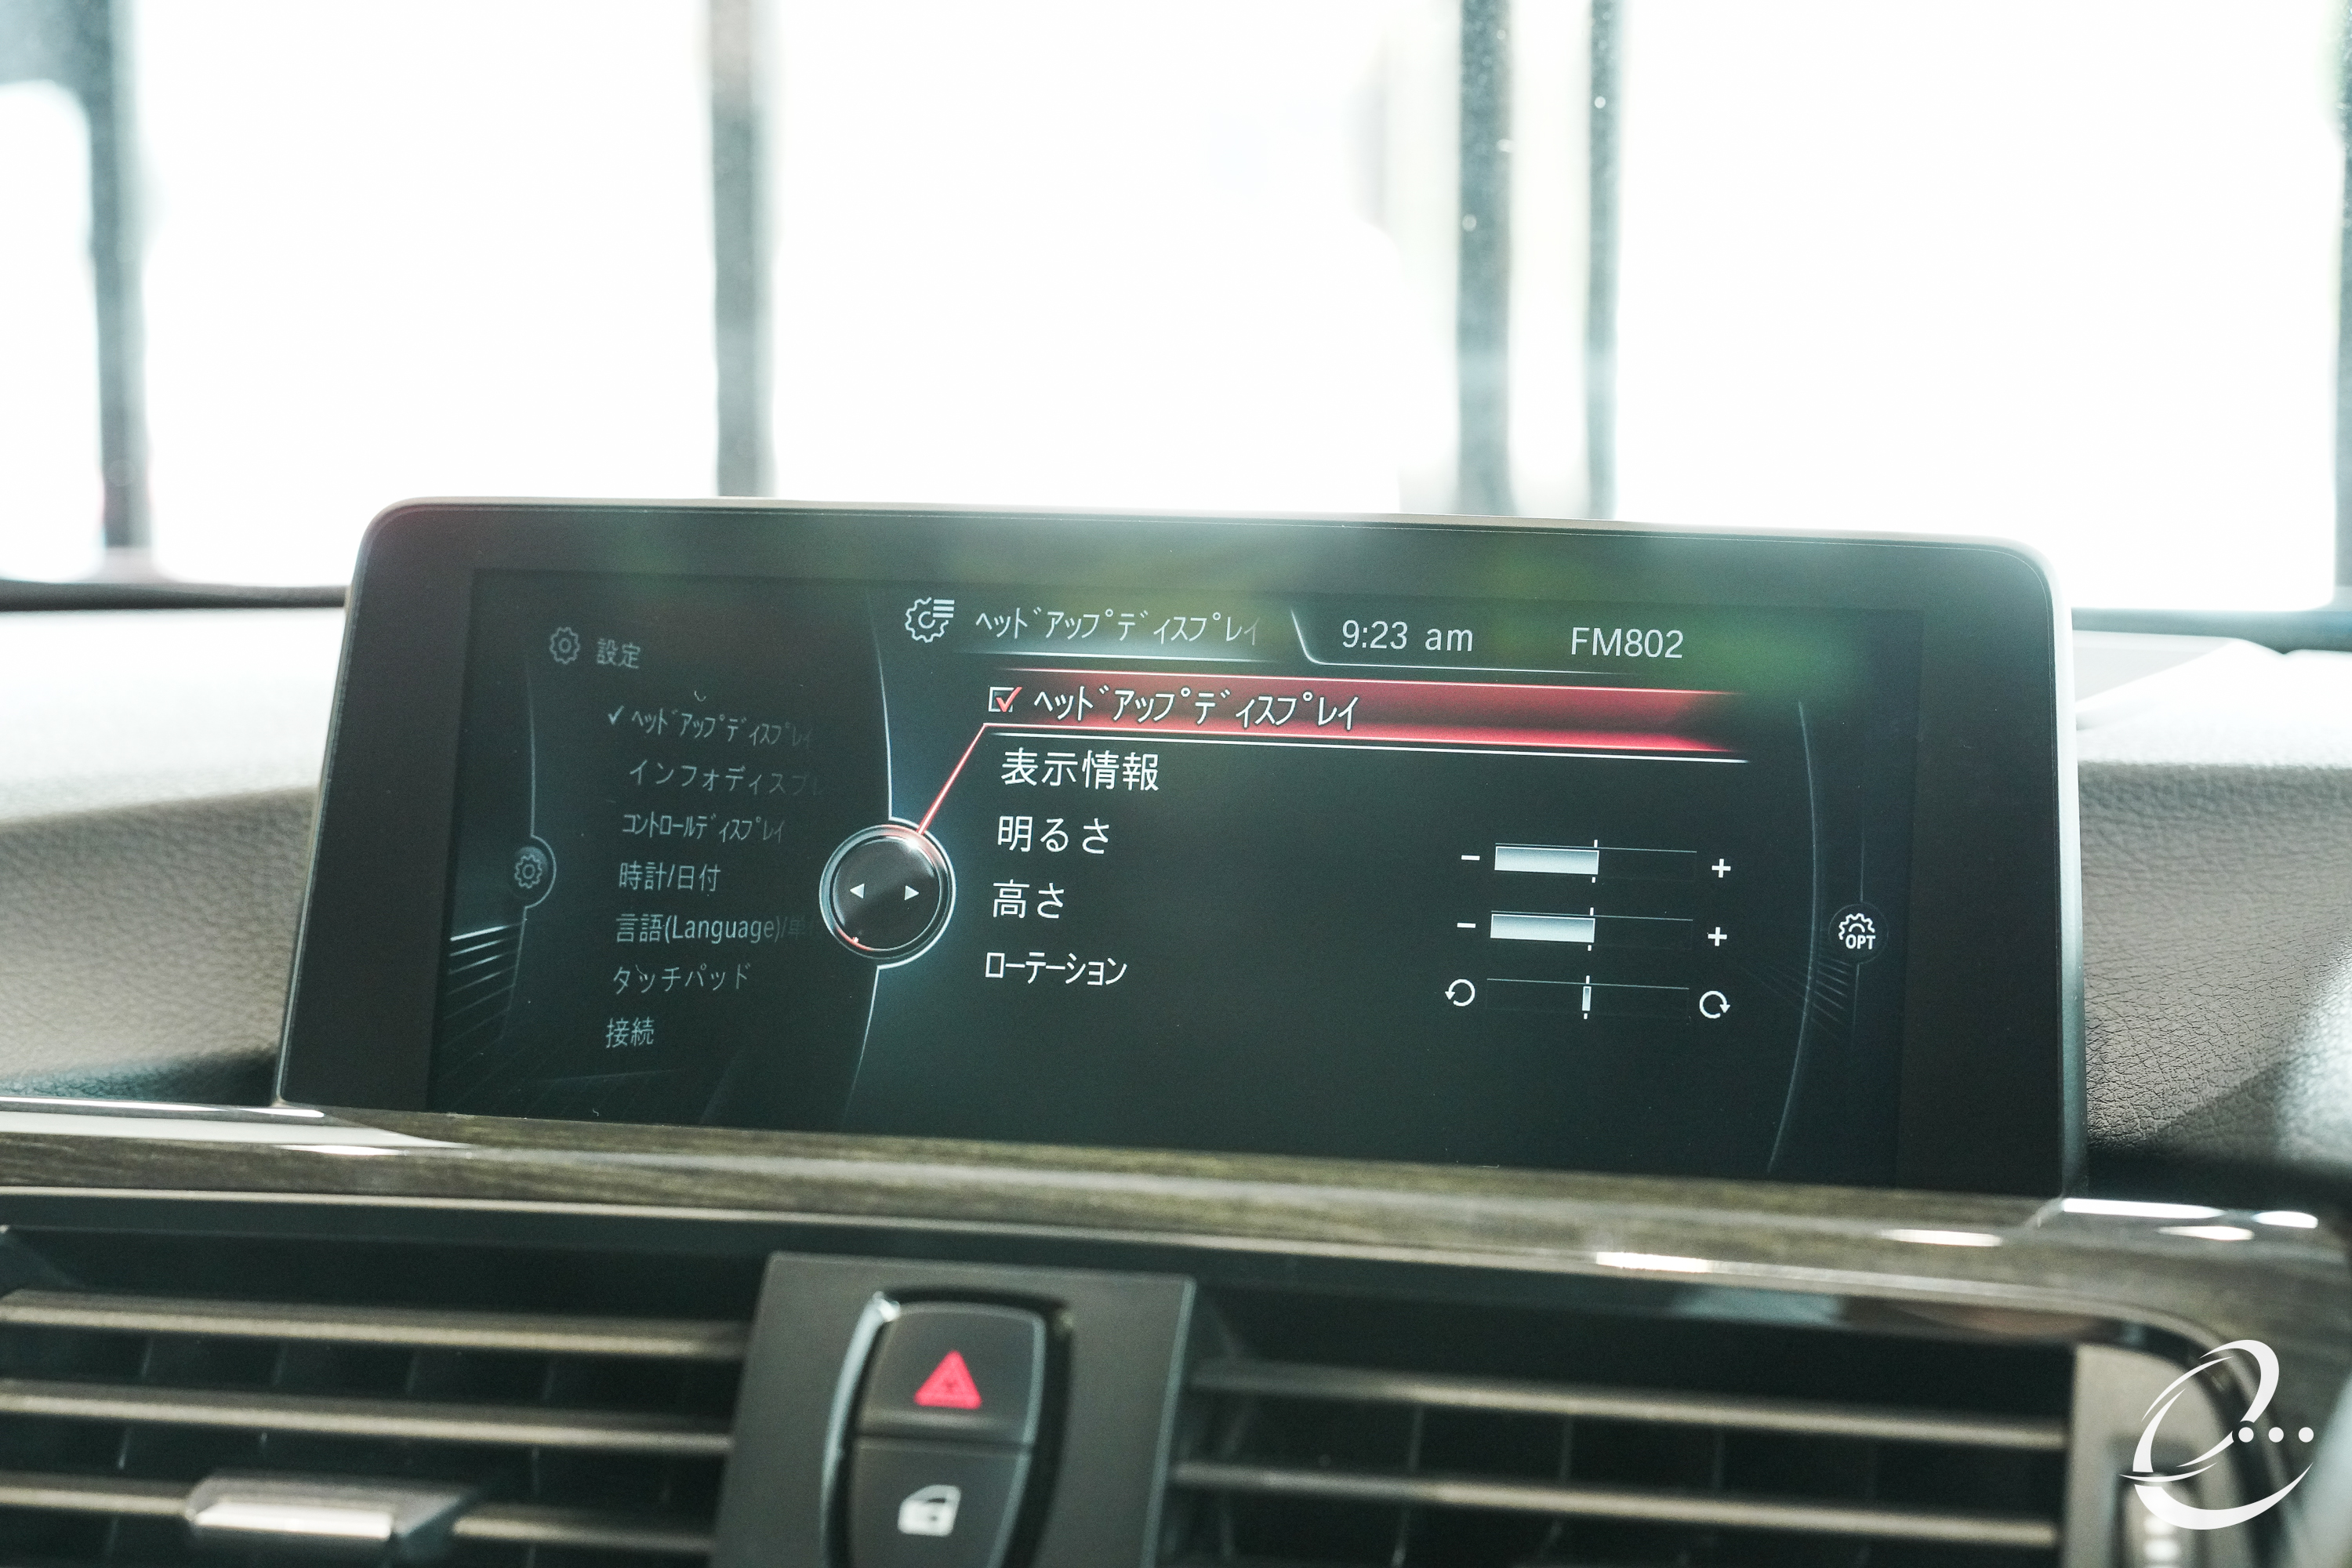 設定
✓ ﾍｯﾄﾞｱｯﾌﾟﾃﾞｨｽﾌﾟﾚｲ
インフォディスプレ
ｺﾝﾄﾛｰﾙﾃﾞｨｽﾌﾟﾚｲ
時計/日付
言語(Language)/単
タッチパッド
接続
ﾍｯﾄﾞｱｯﾌﾟﾃﾞｨｽﾌﾟﾚｲ
9:23 am FM802
ﾍｯﾄﾞｱｯﾌﾟﾃﾞｨｽﾌﾟﾚｲ
表示情報
明るさ - +
高さ - +
ﾛｰﾃｰｼｮﾝ
OPT